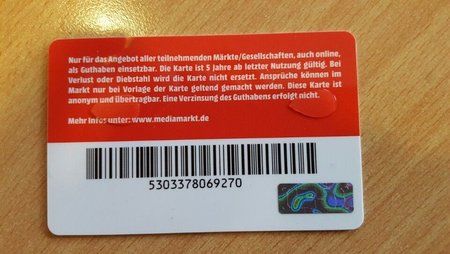 Nur für das Angebot aller teilnehmenden Märkte/Gesellschaften, auch online,
als Guthaben einsetzbar. Die Karte ist 5 Jahre ab letzter Nutzung gültig. Bei
Verlust oder Diebstahl wird die Karte nicht ersetzt. Ansprüche können im
Markt nur bei Vorlage der Karte geltend gemacht werden. Diese Karte ist
anonym und übertragbar. Eine Verzinsung des Guthabens erfolgt nicht.
Mehr Infos unter: www.mediamarkt.de
5303378069270